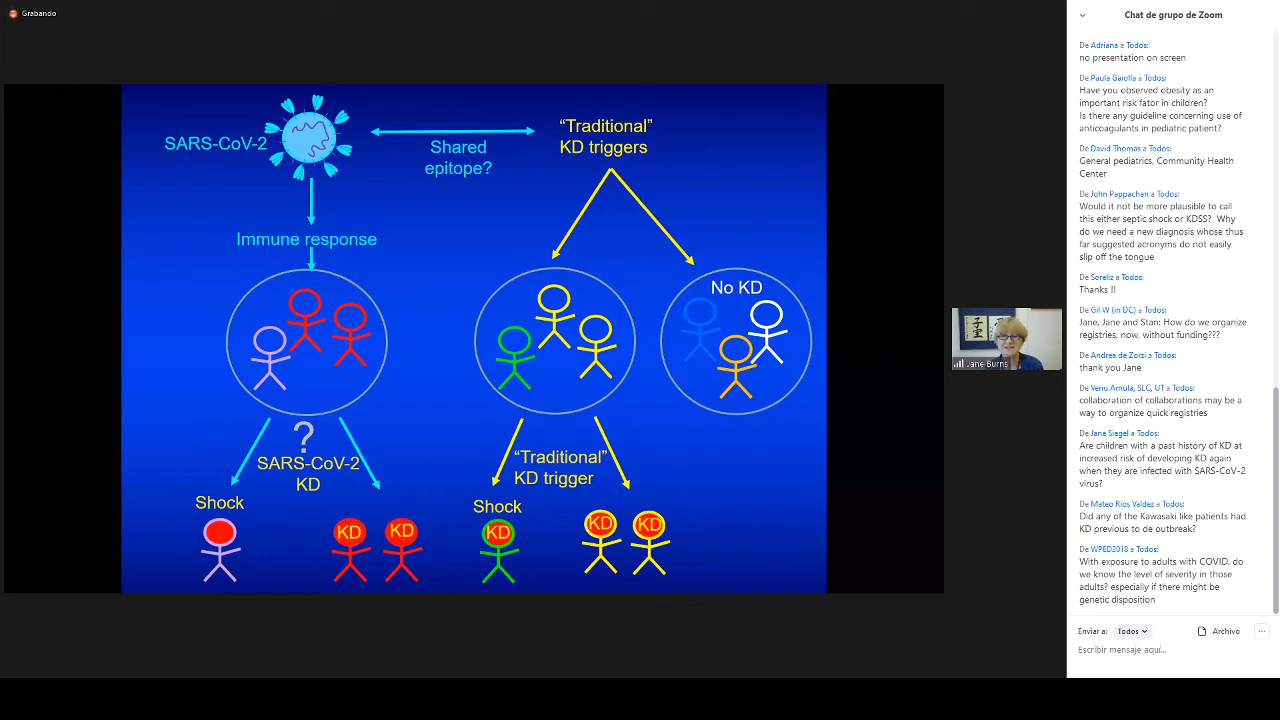 Grabando
SARS-CoV-2
Shared
epitope?
“Traditional”
KD triggers
Immune response
No KD
?
SARS-CoV-2
KD
“Traditional”
KD trigger
Shock
Shock
KD
KD
KD
KD
KD
Jane Burns
Chat de grupo de Zoom
De Adriana a Todos:
no presentation on screen
De Paula Gaiolla a Todos:
Have you observed obesity as an
important risk fator in children?
Is there any guideline concerning use of
anticoagulants in pediatric patient?
De David Thomas a Todos:
General pediatrics, Community Health
Center
De John Pappachan a Todos:
Would it not be more plausible to call
this either septic shock or KDSS? Why
do we need a new diagnosis whose thus
far suggested acronyms do not easily
slip off the tongue
De Soreliz a Todos:
Thanks !!
De Gil W (in DC) a Todos:
Jane, Jane and Stan: How do we organize
registries, now, without funding???
De Andrea de Zorzi a Todos:
thank you Jane
De Venu Amula, SLC, UT a Todos:
collaboration of collaborations may be a
way to organize quick registries
De Jane Siegel a Todos:
Are children with a past history of KD at
increased risk of developing KD again
when they are infected with SARS-CoV-2
virus?
De Mateo Rios Valdez a Todos:
Did any of the Kawasaki like patients had
KD previous to de outbreak?
De WPED2018 a Todos:
With exposure to adults with COVID, do
we know the level of severity in those
adults? especially if there might be
genetic disposition
Enviar a: Todos
Archivo
Escribir mensaje aquí...